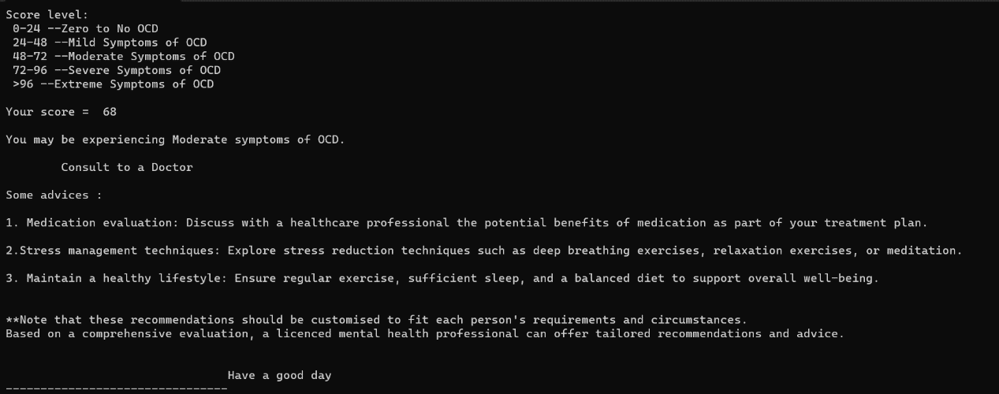 Score level:
0-24 --Zero to No OCD
24-48 --Mild Symptoms of OCD
48-72 --Moderate Symptoms of OCD
72-96 --Severe Symptoms of OCD
>96 --Extreme Symptoms of OCD
Your score =  68
You may be experiencing Moderate symptoms of OCD.
Consult to a Doctor
Some advices :
1. Medication evaluation: Discuss with a healthcare professional the potential benefits of medication as part of your treatment plan.
2.Stress management techniques: Explore stress reduction techniques such as deep breathing exercises, relaxation exercises, or meditation.
3. Maintain a healthy lifestyle: Ensure regular exercise, sufficient sleep, and a balanced diet to support overall well-being.
**Note that these recommendations should be customised to fit each person's requirements and circumstances.
Based on a comprehensive evaluation, a licenced mental health professional can offer tailored recommendations and advice.
Have a good day
--------------------------------